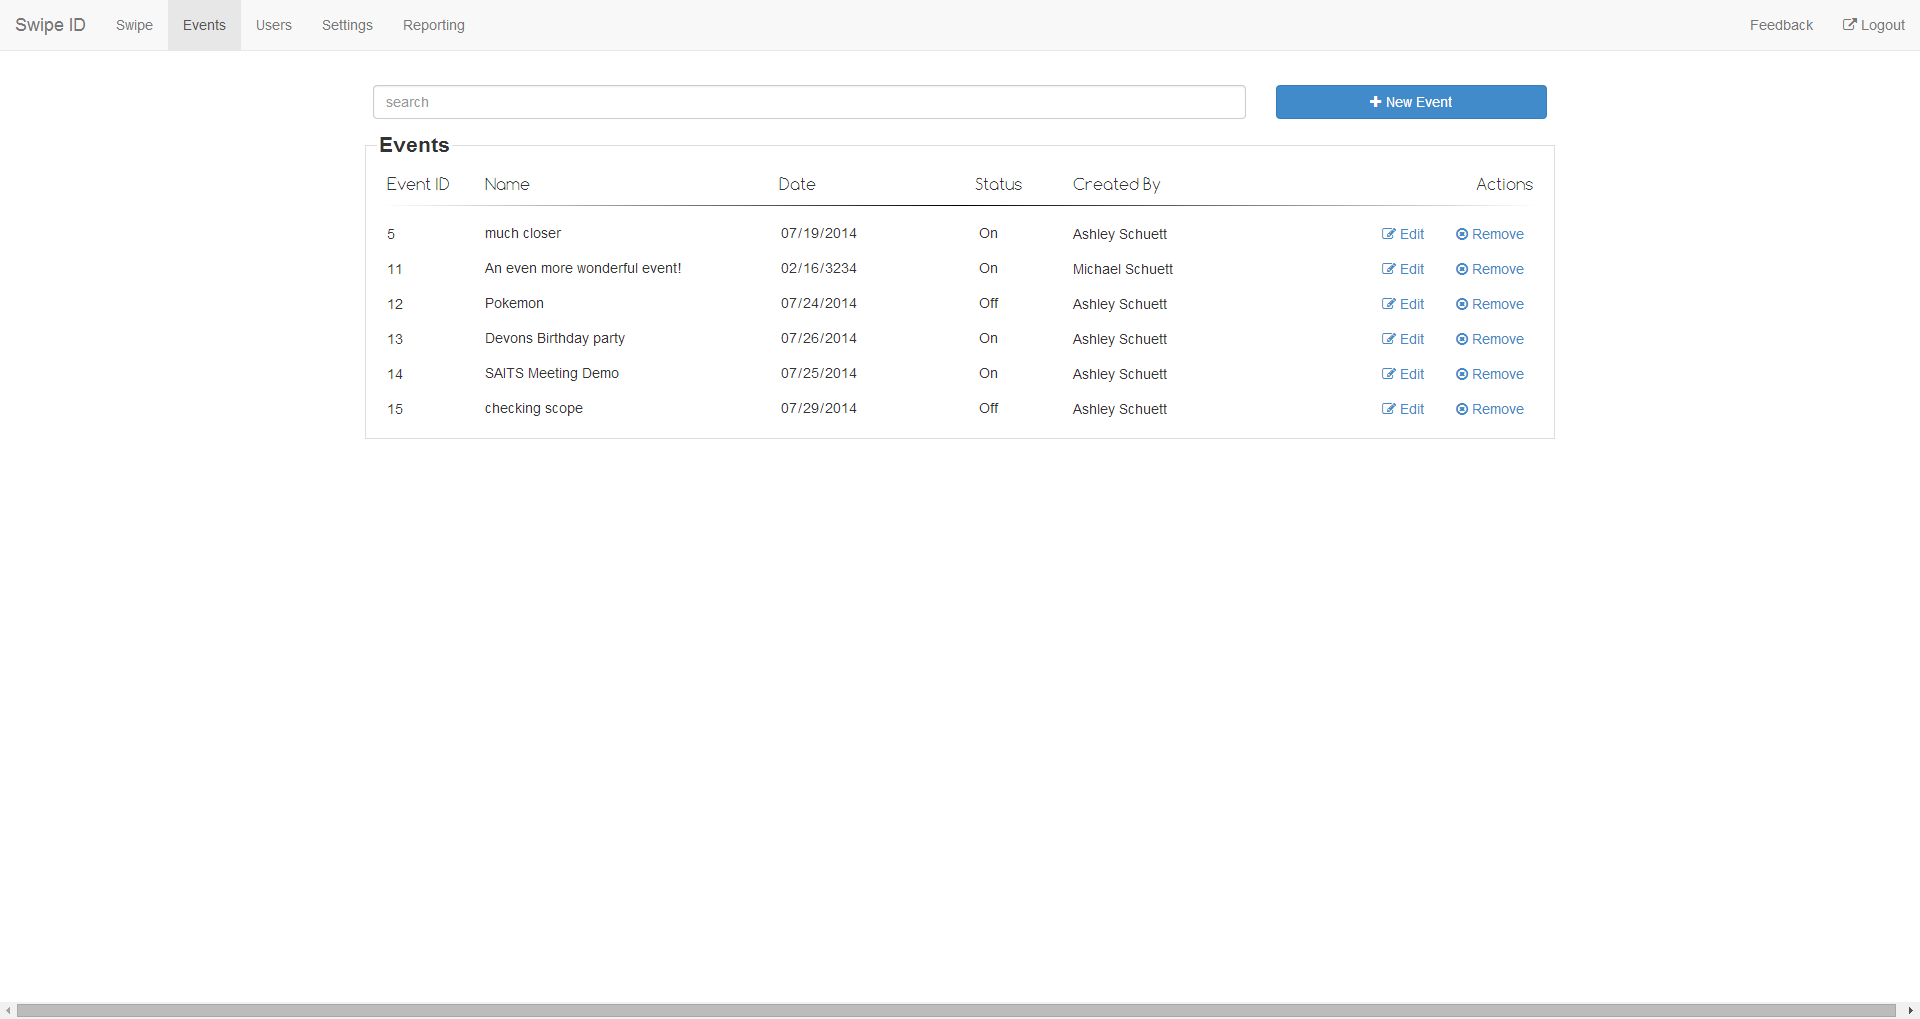 Swipe ID Swipe Events Users Settings Reporting Feedback Logout
search New Event
Events
Event ID Name Date Status Created By Actions
5 much closer 07/19/2014 On Ashley Schuett Edit Remove
11 An even more wonderful event! 02/16/3234 On Michael Schuett Edit Remove
12 Pokemon 07/24/2014 Off Ashley Schuett Edit Remove
13 Devons Birthday party 07/26/2014 On Ashley Schuett Edit Remove
14 SAITS Meeting Demo 07/25/2014 On Ashley Schuett Edit Remove
15 checking scope 07/29/2014 Off Ashley Schuett Edit Remove